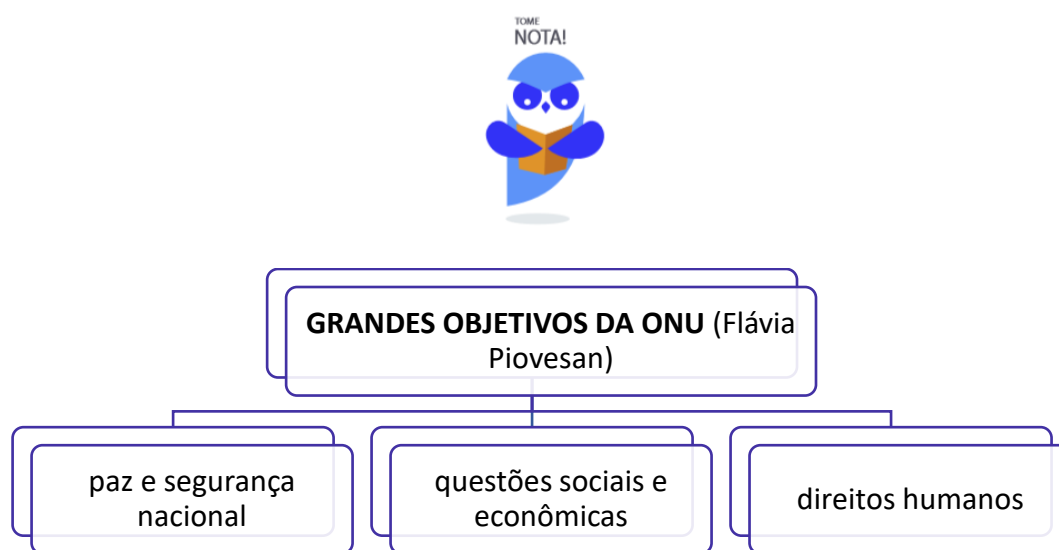 TOME
NOTA!
GRANDES OBJETIVOS DA ONU (Flávia
Piovesan)
paz e segurança
nacional
questões sociais e
econômicas
direitos humanos